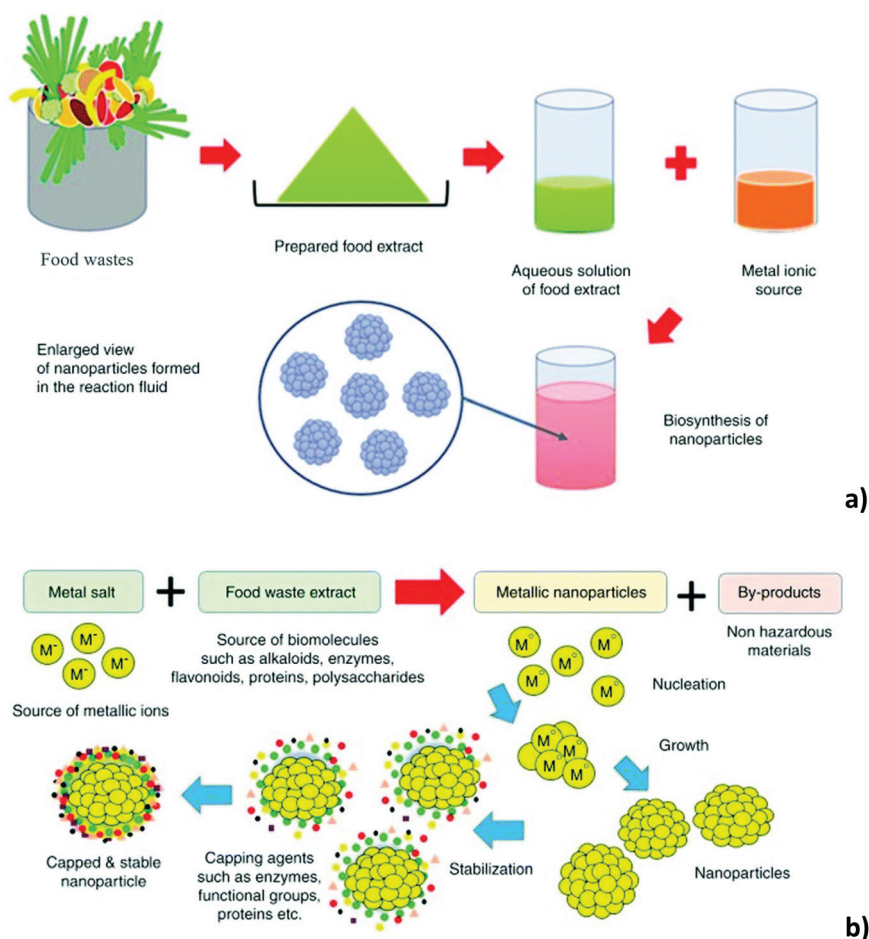 Food wastes
Prepared food extract
Aqueous solution
of food extract
Metal ionic
source
Enlarged view
of nanoparticles formed
in the reaction fluid
Biosynthesis of
nanoparticles
a)
Metal salt
+
Food waste extract
Metallic nanoparticles
+
By-products
M-
M-
M-
M-
Source of metallic ions
Source of biomolecules
such as alkaloids, enzymes,
flavonoids, proteins, polysaccharides
M°
M°
M°
M°
M°
Nucleation
Non hazardous
materials
M°
M°
M°
M°
Growth
Capped & stable
nanoparticle
Capping agents
such as enzymes,
functional groups,
proteins etc.
Stabilization
Nanoparticles
b)